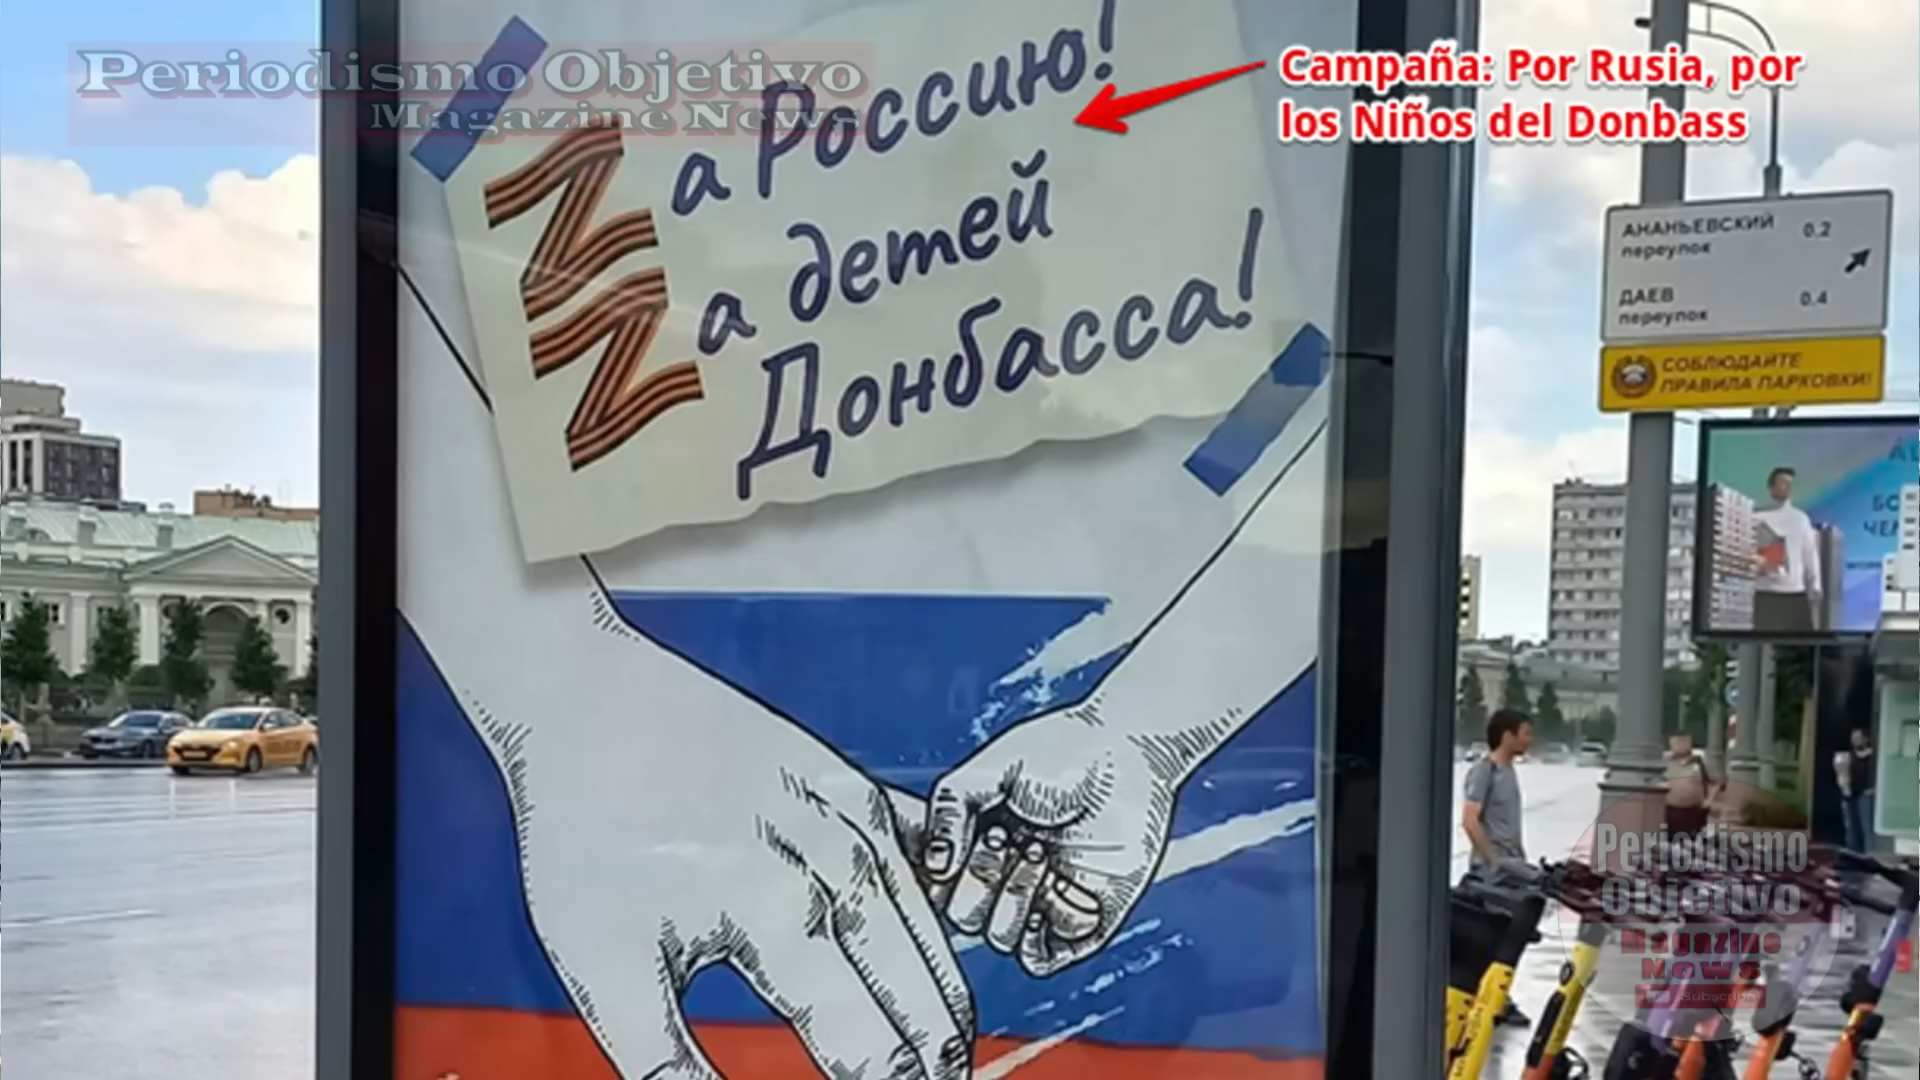 Periodismo Objetivo
Magazine News
Zа Россию!
Zа детей
Донбасса!
Campaña: Por Rusia, por
los Niños del Donbass
АНАНЬЕВСКИЙ 0.2
переулок
ДАЕВ 0.4
переулок
СОБЛЮДАЙТЕ
ПРАВИЛА ПАРКОВКИ!
Periodismo
Objetivo
Magazine
News
Subscribe